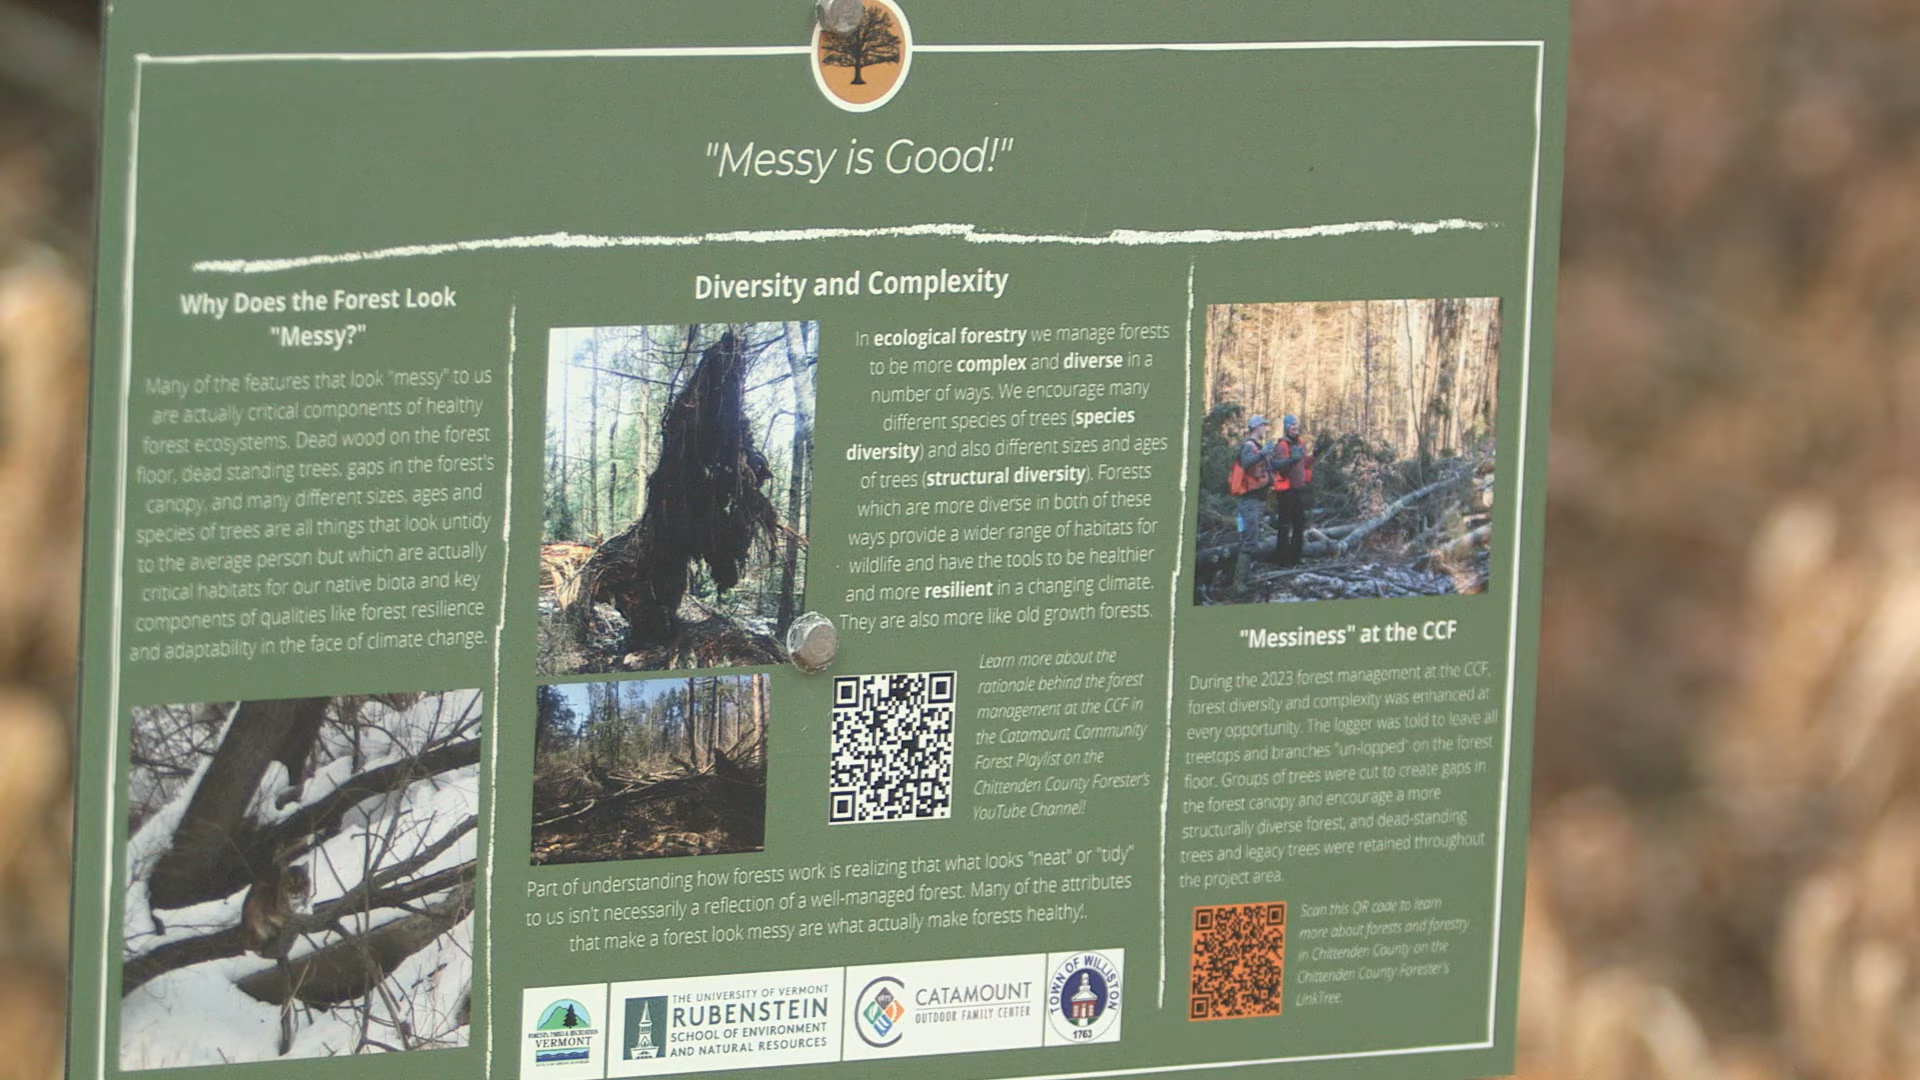 "Messy is Good!"
Why Does the Forest Look
"Messy?"
Many of the features that look "messy" to us
are actually critical components of healthy
forest ecosystems. Dead wood on the forest
floor, dead standing trees, gaps in the forest's
canopy, and many different sizes, ages and
species of trees are all things that look untidy
to the average person but which are actually
critical habitats for our native biota and key
components of qualities like forest resilience
and adaptability in the face of climate change.
Diversity and Complexity
In ecological forestry we manage forests
to be more complex and diverse in a
number of ways. We encourage many
different species of trees (species
diversity) and also different sizes and ages
of trees (structural diversity). Forests
which are more diverse in both of these
ways provide a wider range of habitats for
wildlife and have the tools to be healthier
and more resilient in a changing climate.
They are also more like old growth forests.
Learn more about the
rationale behind the forest
management at the CCF in
the Catamount Community
Forest Playlist on the
Chittenden County Forester's
YouTube Channel!
Part of understanding how forests work is realizing that what looks "neat" or "tidy"
to us isn't necessarily a reflection of a well-managed forest. Many of the attributes
that make a forest look messy are what actually make forests healthy!.
"Messiness" at the CCF
During the 2023 forest management at the CCF,
forest diversity and complexity was enhanced at
every opportunity. The logger was told to leave all
treetops and branches "un-lopped" on the forest
floor. Groups of trees were cut to create gaps in
the forest canopy and encourage a more
structurally diverse forest, and dead-standing
trees and legacy trees were retained throughout
the project area.
Scan this QR code to learn
more about forests and forestry
in Chittenden County on the
Chittenden County Forester's
LinkTree.
FORESTS, PARKS & RECREATION
VERMONT
THE UNIVERSITY OF VERMONT
RUBENSTEIN
SCHOOL OF ENVIRONMENT
AND NATURAL RESOURCES
CATAMOUNT
OUTDOOR FAMILY CENTER
TOWN OF WILLISTON
1763